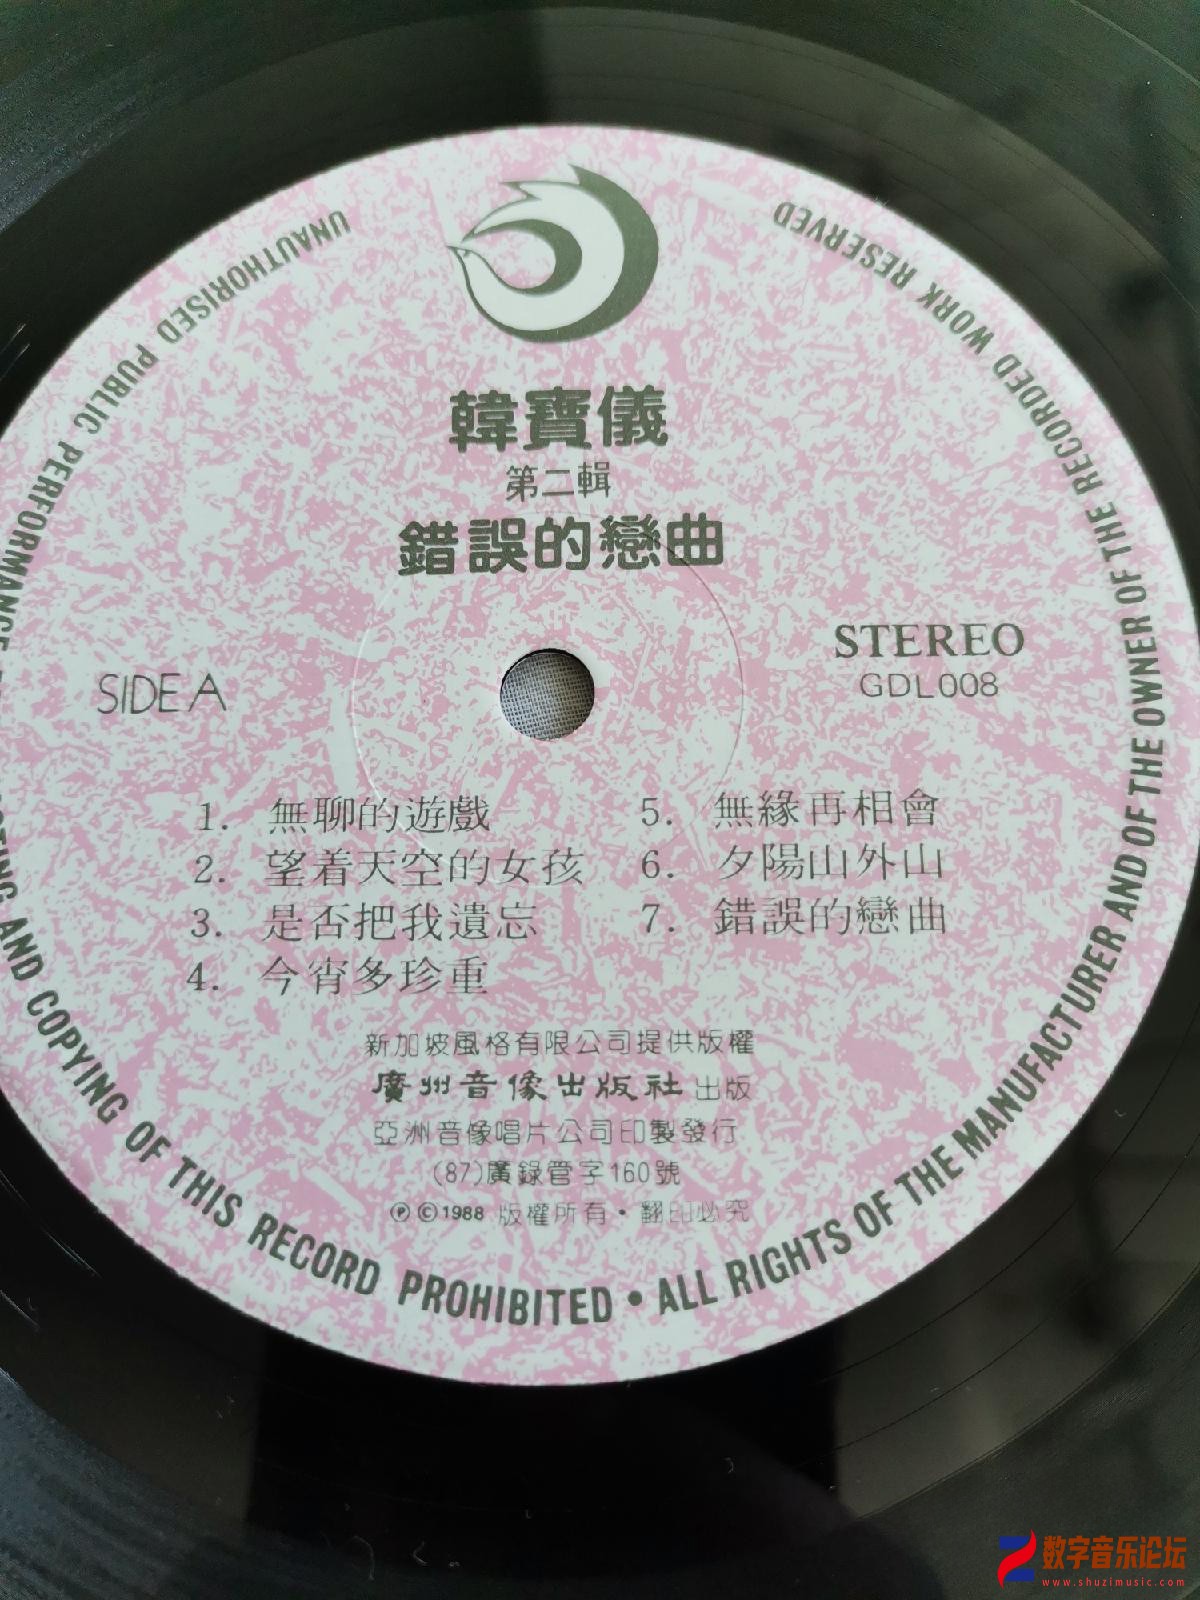 韓寶儀
第二輯
錯誤的戀曲
STEREO
GDL008
SIDE A
1. 無聊的遊戲
2. 望着天空的女孩
3. 是否把我遺忘
4. 今宵多珍重
5. 無緣再相會
6. 夕陽山外山
7. 錯誤的戀曲
新加坡風格有限公司提供版權
廣州音像出版社出版
亞洲音像唱片公司印製發行
(87)廣錄管字160號
Ⓟ©1988 版權所有·翻印必究
UNAUTHORISED PUBLIC PERFORMANCE
AND COPYING OF THIS RECORD PROHIBITED • ALL RIGHTS OF THE MANUFACTURER AND OF THE OWNER OF THE RECORDED WORK RESERVED
数字音乐论坛
www.shuzimusic.com